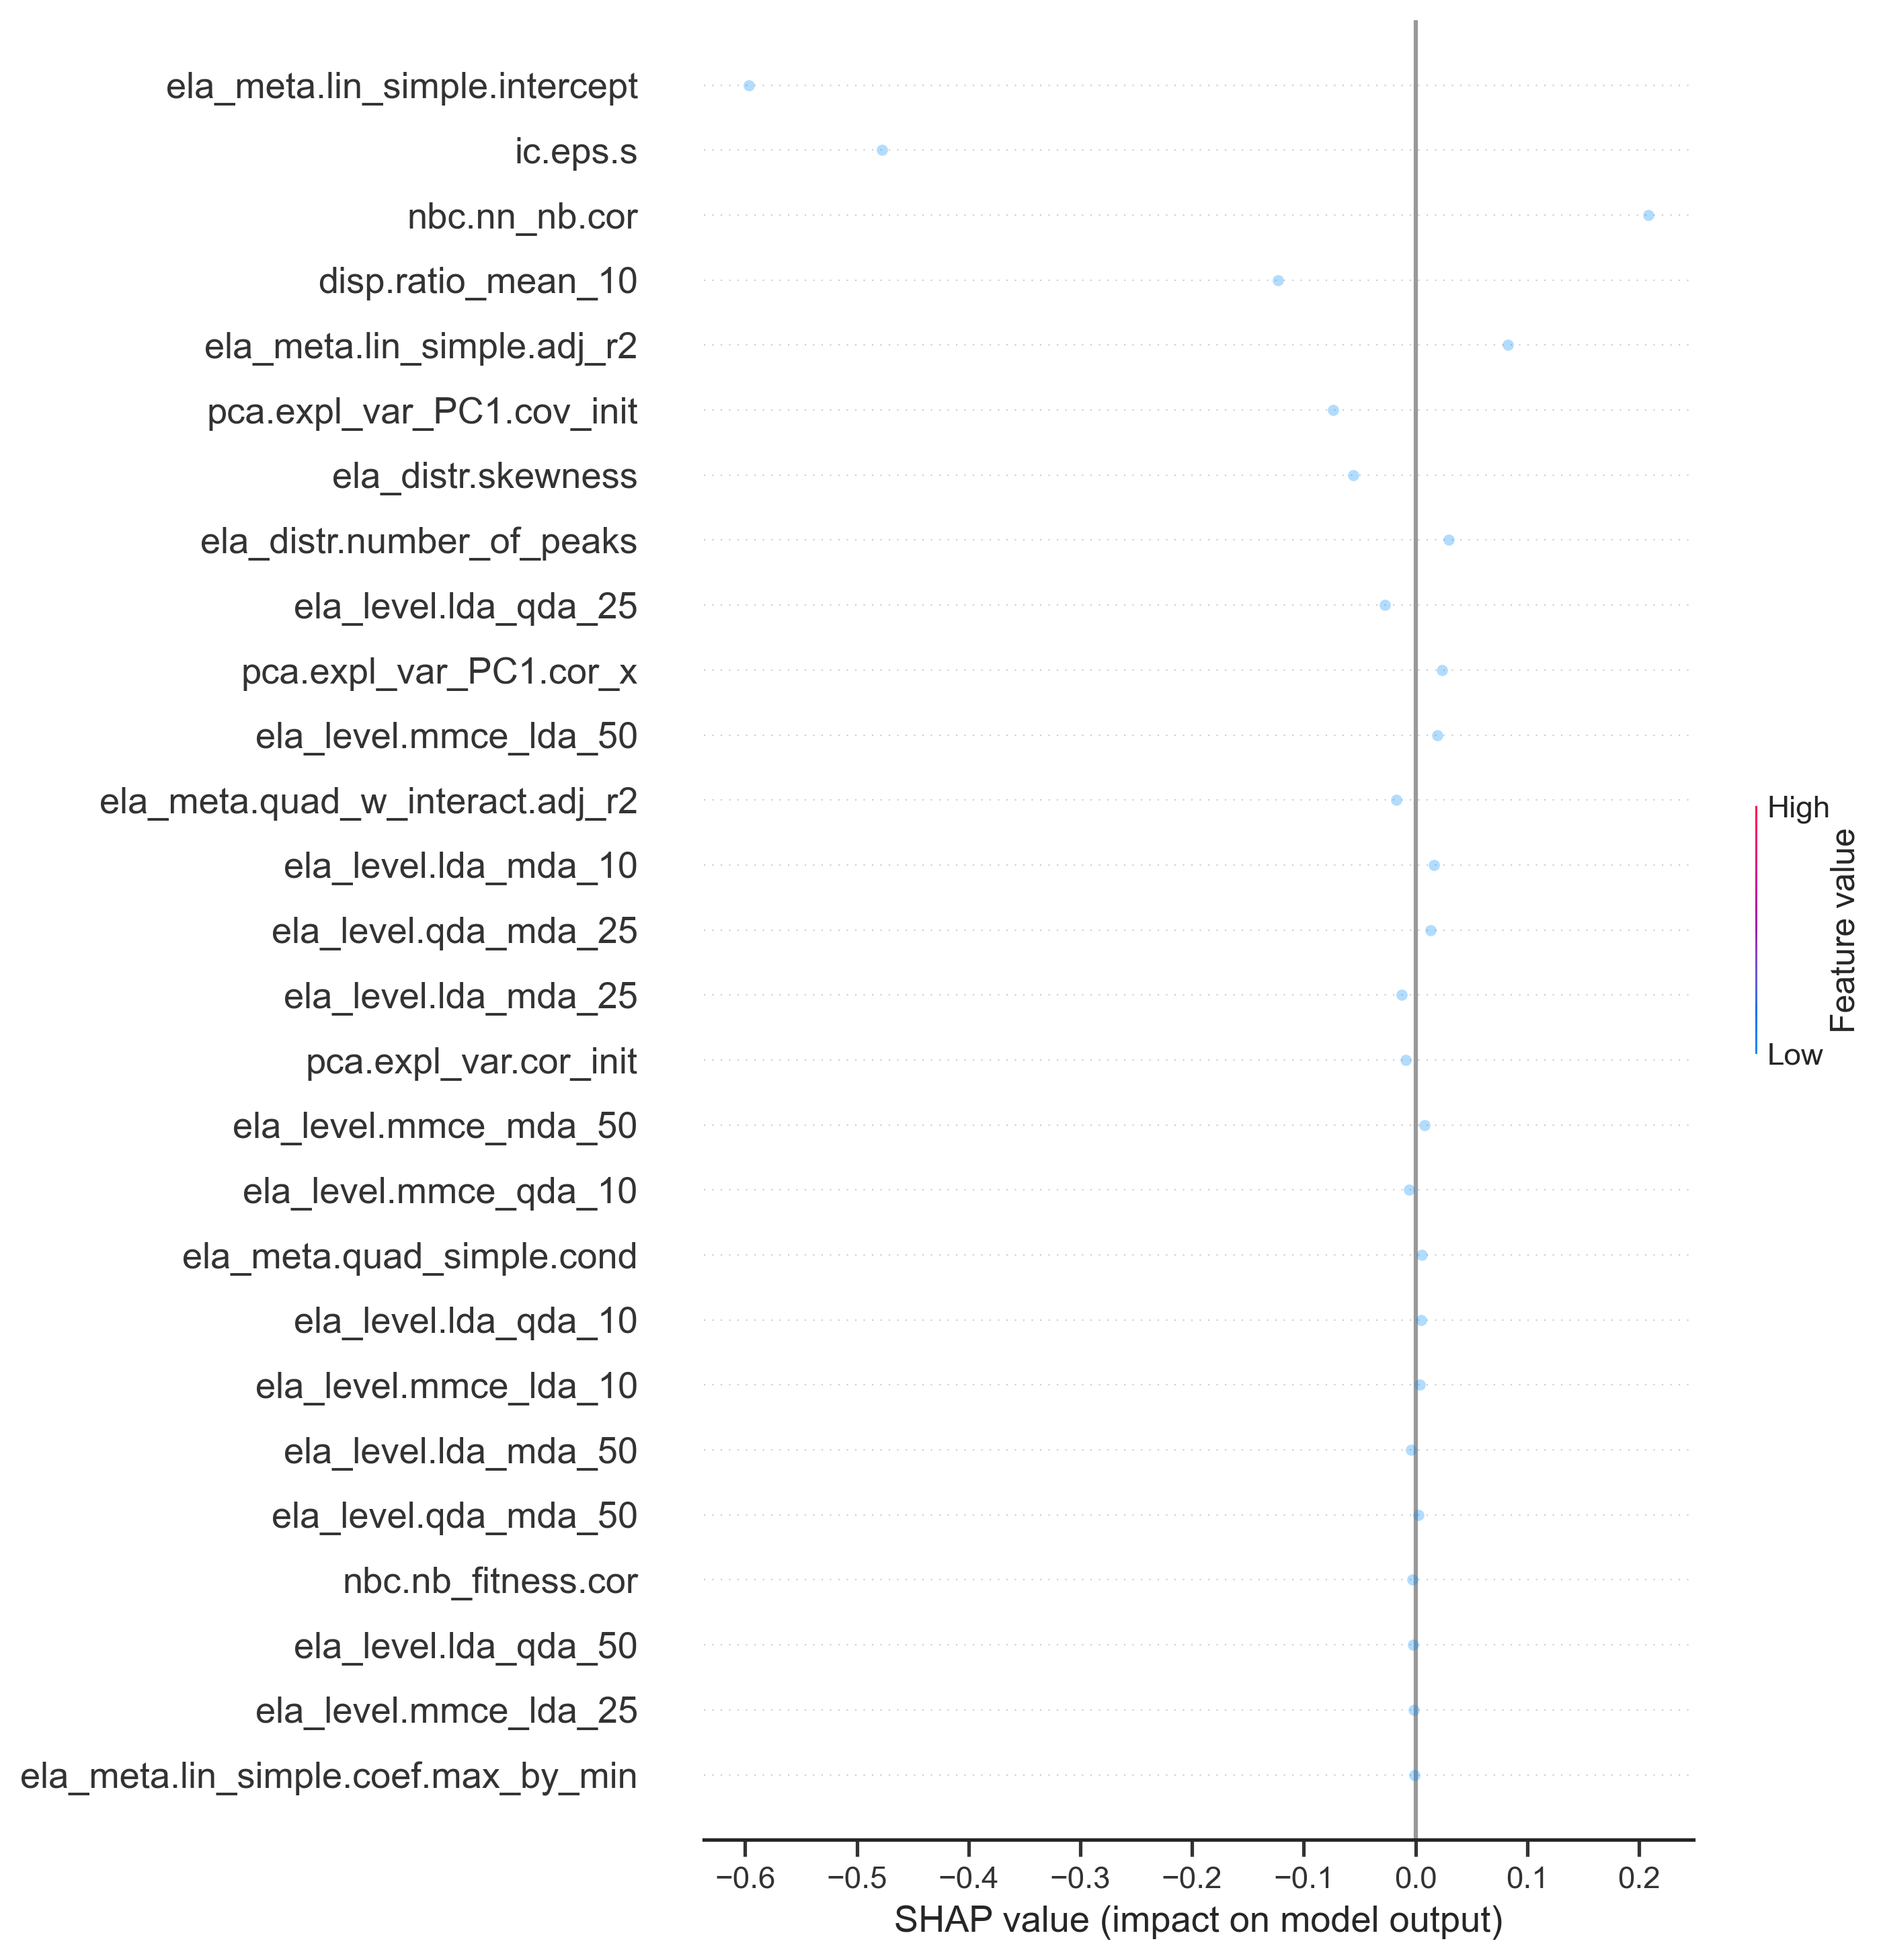 ela_meta.lin_simple.intercept
ic.eps.s
nbc.nn_nb.cor
disp.ratio_mean_10
ela_meta.lin_simple.adj_r2
pca.expl_var_PC1.cov_init
ela_distr.skewness
ela_distr.number_of_peaks
ela_level.lda_qda_25
pca.expl_var_PC1.cor_x
ela_level.mmce_lda_50
ela_meta.quad_w_interact.adj_r2
ela_level.lda_mda_10
ela_level.qda_mda_25
ela_level.lda_mda_25
pca.expl_var.cor_init
ela_level.mmce_mda_50
ela_level.mmce_qda_10
ela_meta.quad_simple.cond
ela_level.lda_qda_10
ela_level.mmce_lda_10
ela_level.lda_mda_50
ela_level.qda_mda_50
nbc.nb_fitness.cor
ela_level.lda_qda_50
ela_level.mmce_lda_25
ela_meta.lin_simple.coef.max_by_min
−0.6 −0.5 −0.4 −0.3 −0.2 −0.1 0.0 0.1 0.2
SHAP value (impact on model output)
High
Feature value
Low